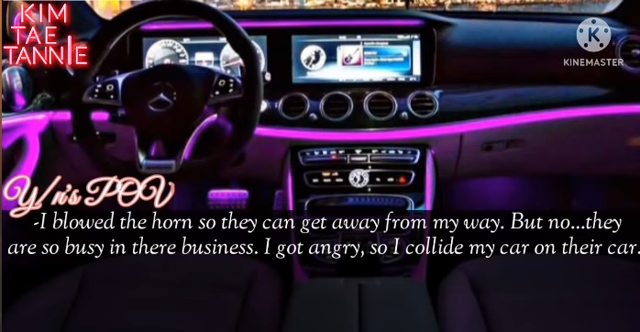 KIM
TAE
TANNIE
K
KINEMASTER
Y/n's POV
-I blowed the horn so they can get away from my way. But no...they
are so busy in there business. I got angry, so I collide my car on their car.